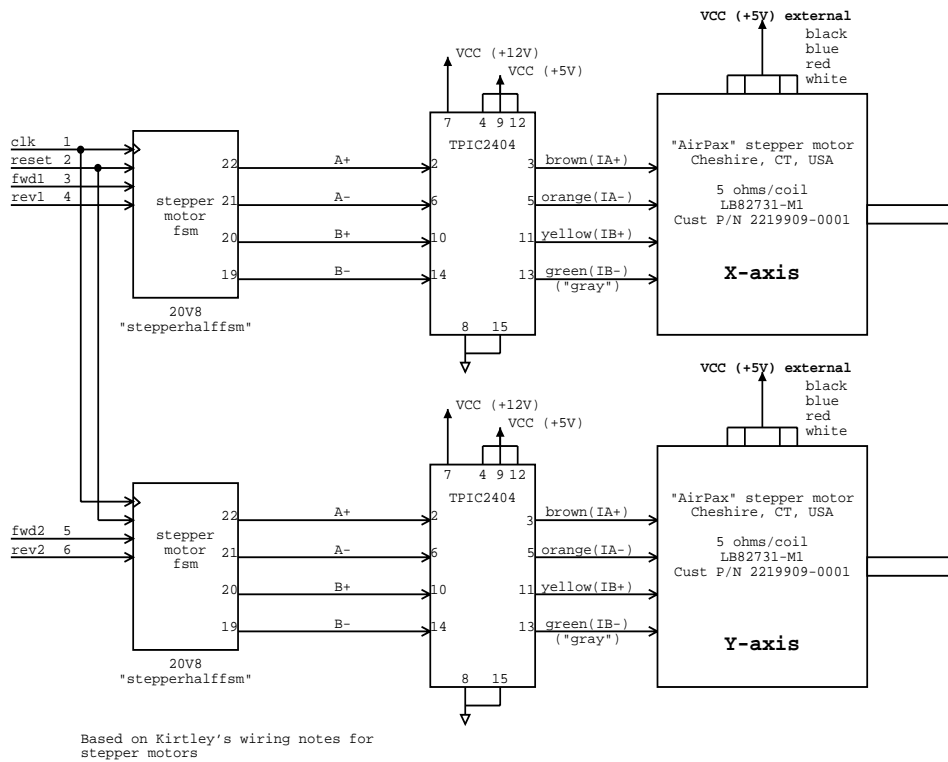 VCC (+5V) external
black
blue
red
white
VCC (+12V)
VCC (+5V)
7 4 9 12
TPIC2404
clk 1
reset 2
fwd1 3
rev1 4
stepper
motor
fsm
22 A+ 2
21 A- 6
20 B+ 10
19 B- 14
20V8
"stepperhalffsm"
3 brown(IA+)
5 orange(IA-)
11 yellow(IB+)
13 green(IB-)
("gray")
8 15
"AirPax" stepper motor
Cheshire, CT, USA
5 ohms/coil
LB82731-M1
Cust P/N 2219909-0001
X-axis
VCC (+5V) external
black
blue
red
white
VCC (+12V)
VCC (+5V)
7 4 9 12
TPIC2404
fwd2 5
rev2 6
stepper
motor
fsm
22 A+ 2
21 A- 6
20 B+ 10
19 B- 14
20V8
"stepperhalffsm"
3 brown(IA+)
5 orange(IA-)
11 yellow(IB+)
13 green(IB-)
("gray")
8 15
"AirPax" stepper motor
Cheshire, CT, USA
5 ohms/coil
LB82731-M1
Cust P/N 2219909-0001
Y-axis
Based on Kirtley's wiring notes for
stepper motors